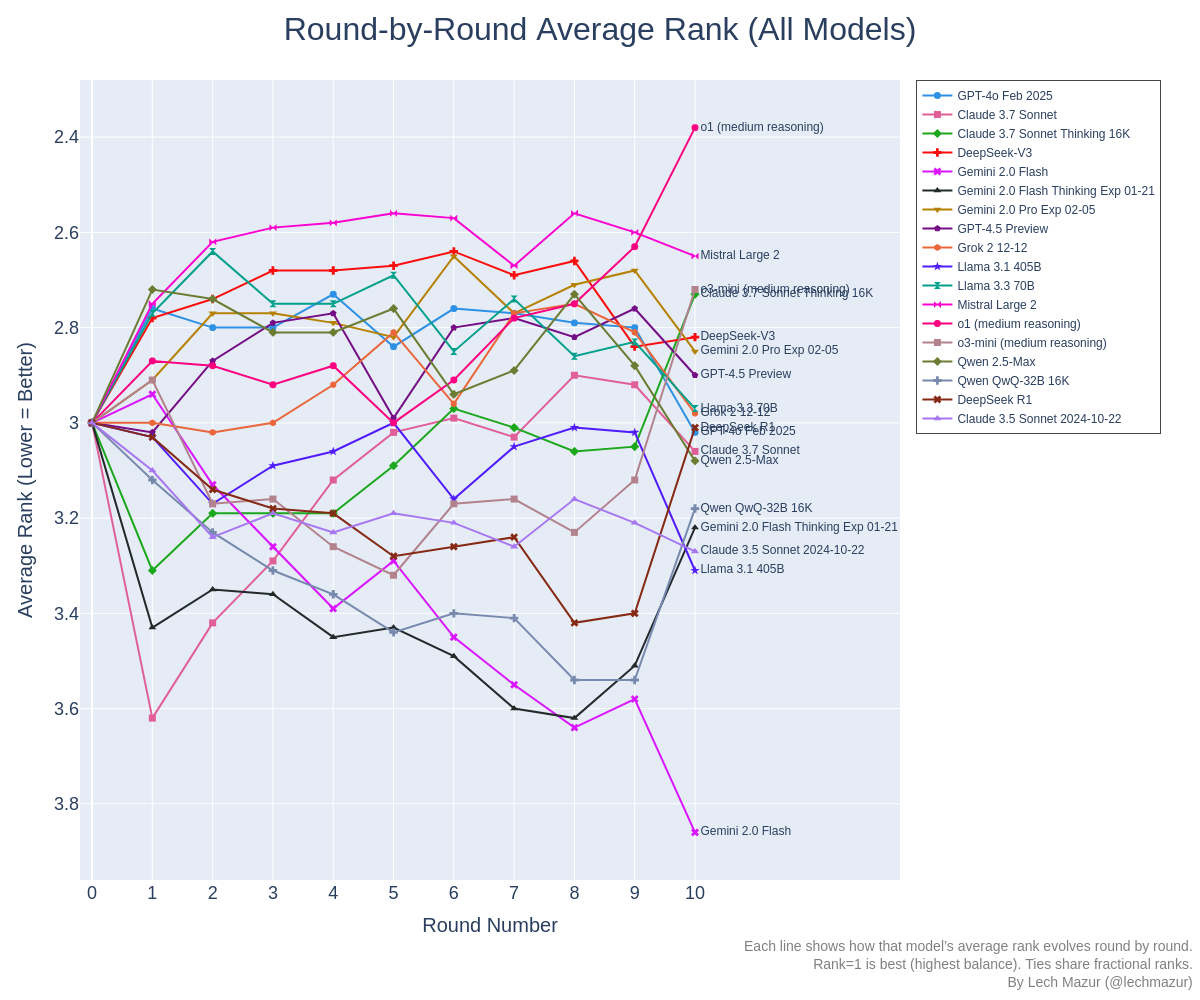 Round-by-Round Average Rank (All Models)
Average Rank (Lower = Better)
2.4
2.6
2.8
3
3.2
3.4
3.6
3.8
0 1 2 3 4 5 6 7 8 9 10
Round Number
o1 (medium reasoning)
Mistral Large 2
o3-mini (medium reasoning)
Claude 3.7 Sonnet Thinking 16K
DeepSeek-V3
Gemini 2.0 Pro Exp 02-05
GPT-4.5 Preview
Llama 3.3 70B
Grok 2 12-12
DeepSeek R1
GPT-4o Feb 2025
Claude 3.7 Sonnet
Qwen 2.5-Max
Qwen QwQ-32B 16K
Gemini 2.0 Flash Thinking Exp 01-21
Claude 3.5 Sonnet 2024-10-22
Llama 3.1 405B
Gemini 2.0 Flash
GPT-4o Feb 2025
Claude 3.7 Sonnet
Claude 3.7 Sonnet Thinking 16K
DeepSeek-V3
Gemini 2.0 Flash
Gemini 2.0 Flash Thinking Exp 01-21
Gemini 2.0 Pro Exp 02-05
GPT-4.5 Preview
Grok 2 12-12
Llama 3.1 405B
Llama 3.3 70B
Mistral Large 2
o1 (medium reasoning)
o3-mini (medium reasoning)
Qwen 2.5-Max
Qwen QwQ-32B 16K
DeepSeek R1
Claude 3.5 Sonnet 2024-10-22
Each line shows how that model's average rank evolves round by round.
Rank=1 is best (highest balance). Ties share fractional ranks.
By Lech Mazur (@lechmazur)